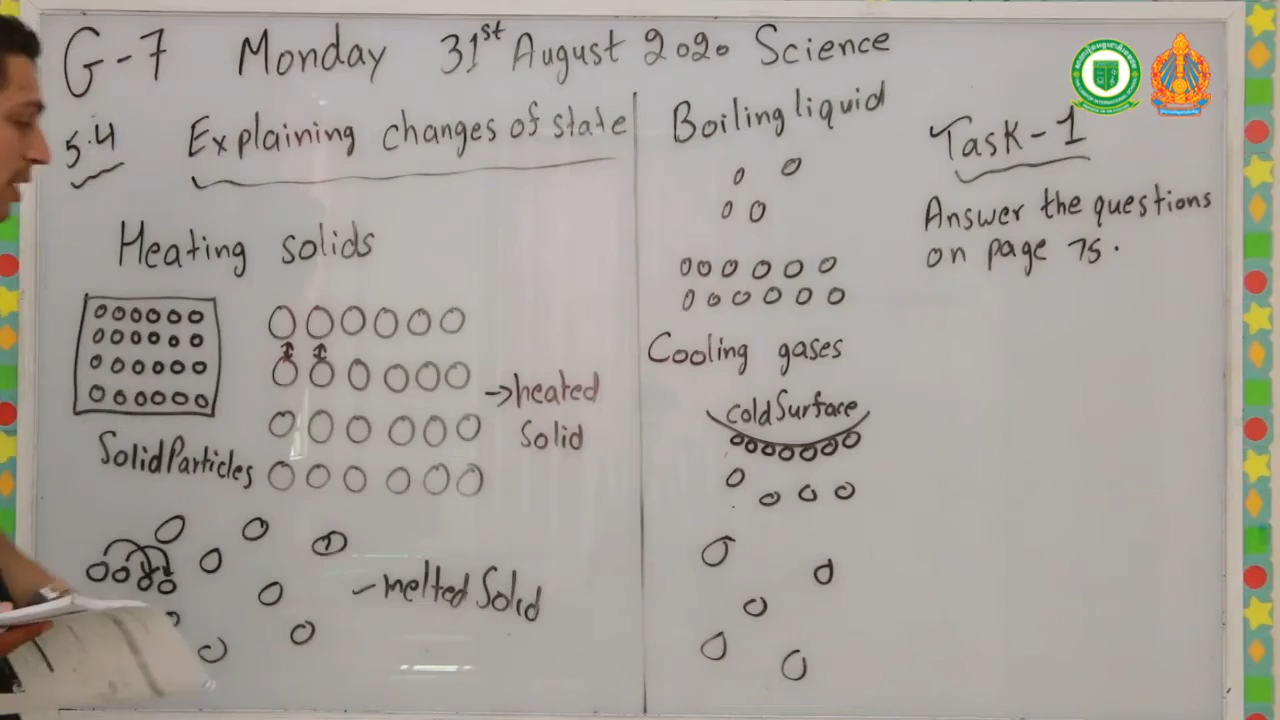 G-7 Monday 31st August 2020 Science
5.4 Explaining changes of state
Heating solids
Solid Particles
→heated
solid
-melted Solid
Boiling liquid
Cooling gases
cold Surface
Task-1
Answer the questions
on page 75.